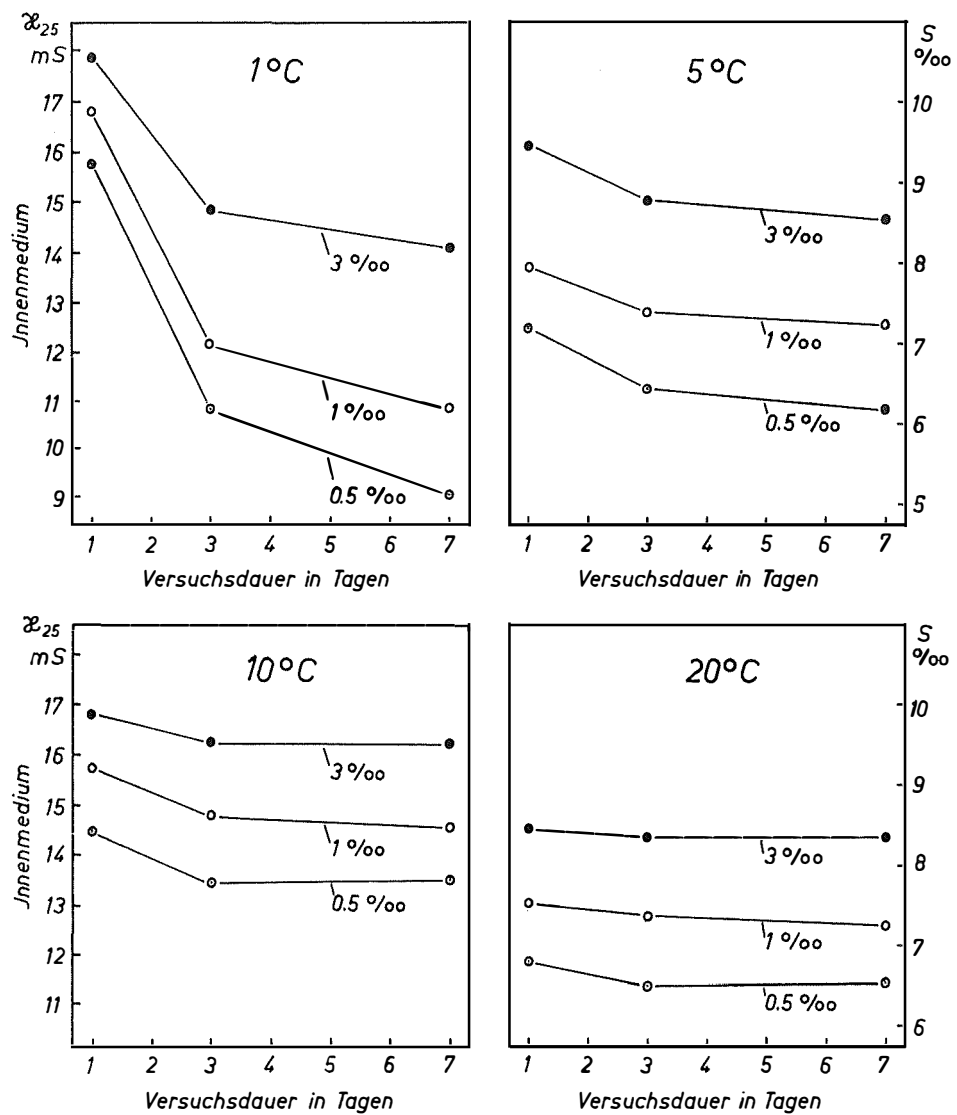 ϰ25
mS
1°C
17
16
15
14
13
12
11
10
9
Jnnenmedium
3 ‰
1 ‰
0.5 ‰
1 2 3 4 5 6 7
Versuchsdauer in Tagen
5°C
S
‰
10
9
8
7
6
5
3 ‰
1 ‰
0.5 ‰
1 2 3 4 5 6 7
Versuchsdauer in Tagen
ϰ25
mS
10°C
17
16
15
14
13
12
11
Jnnenmedium
3 ‰
1 ‰
0.5 ‰
1 2 3 4 5 6 7
Versuchsdauer in Tagen
20°C
S
‰
10
9
8
7
6
3 ‰
1 ‰
0.5 ‰
1 2 3 4 5 6 7
Versuchsdauer in Tagen